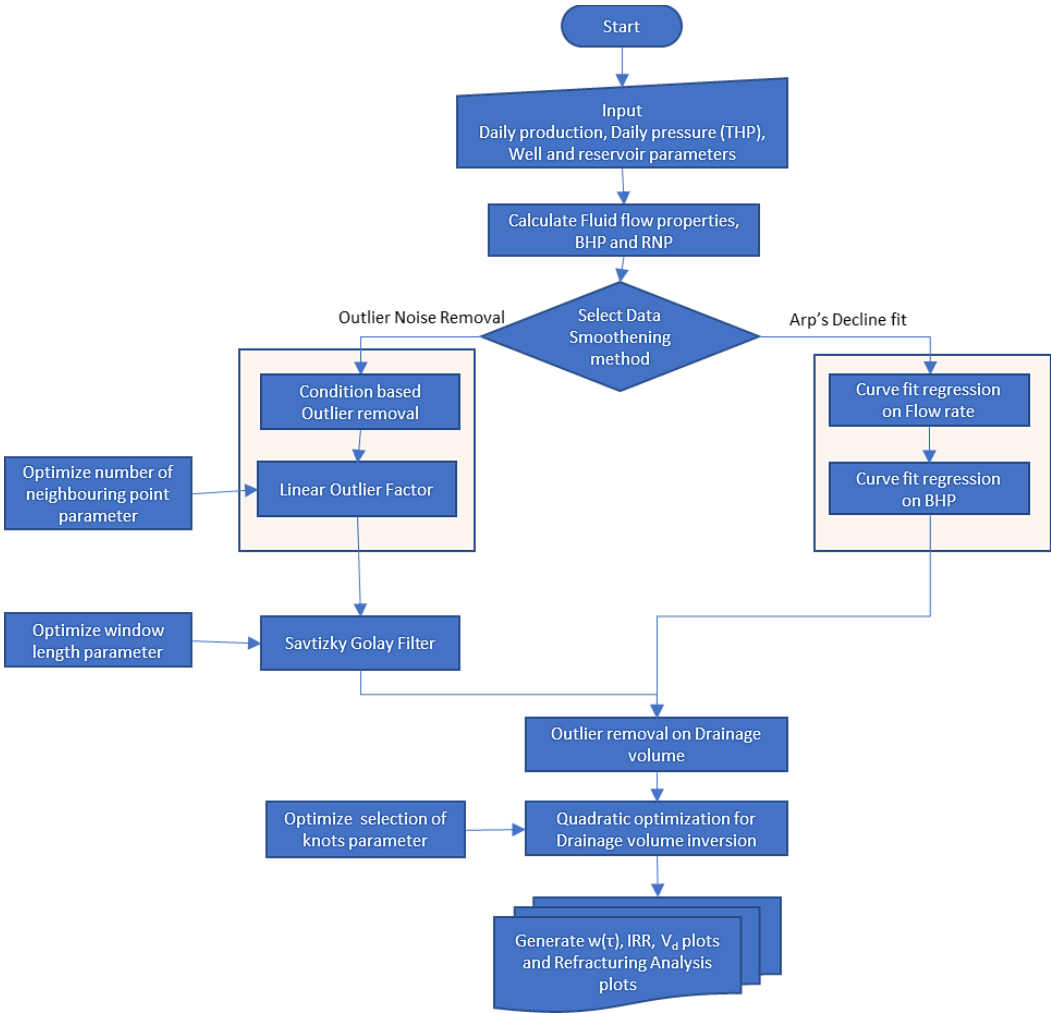 Start
Input
Daily production, Daily pressure (THP),
Well and reservoir parameters
Calculate Fluid flow properties,
BHP and RNP
Select Data
Smoothening
method
Outlier Noise Removal
Arp's Decline fit
Condition based
Outlier removal
Curve fit regression
on Flow rate
Optimize number of
neighbouring point
parameter
Linear Outlier Factor
Curve fit regression
on BHP
Optimize window
length parameter
Savtizky Golay Filter
Outlier removal on Drainage
volume
Optimize selection of
knots parameter
Quadratic optimization for
Drainage volume inversion
Generate w(τ), IRR, Vd plots
and Refracturing Analysis
plots